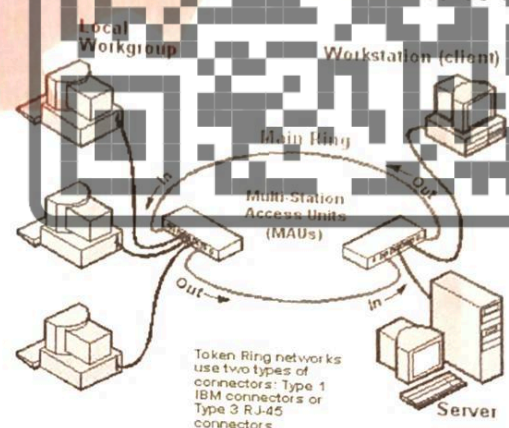 Local
Workgroup
Workstation (client)
Main Ring
In
Out
Multi-Station
Access Units
(MAUs)
Out
In
Token Ring networks
use two types of
connectors: Type 1
IBM connectors or
Type 3 RJ-45
connectors
Server